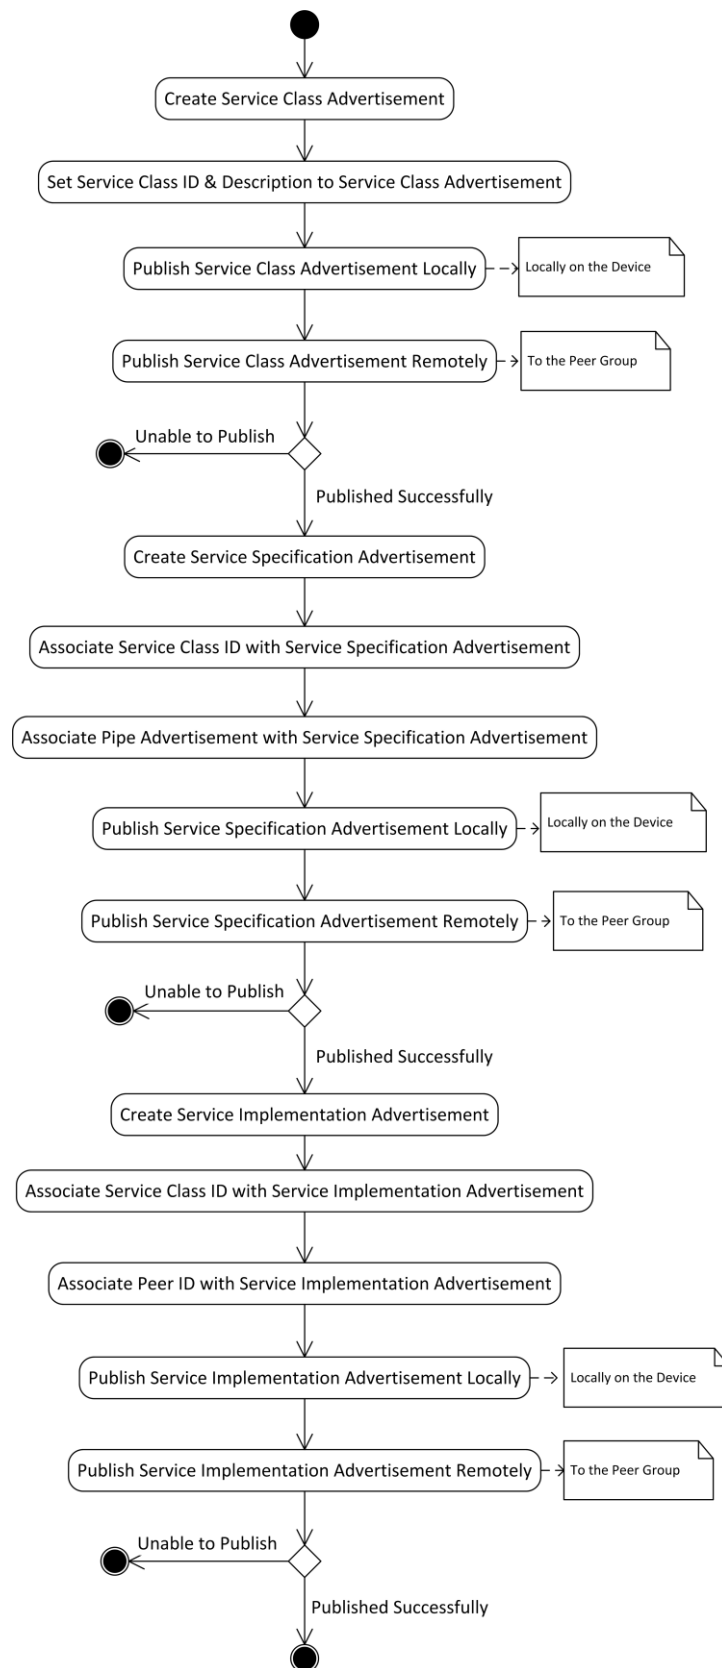 Create Service Class Advertisement
Set Service Class ID & Description to Service Class Advertisement
Publish Service Class Advertisement Locally
Locally on the Device
Publish Service Class Advertisement Remotely
To the Peer Group
Unable to Publish
Published Successfully
Create Service Specification Advertisement
Associate Service Class ID with Service Specification Advertisement
Associate Pipe Advertisement with Service Specification Advertisement
Publish Service Specification Advertisement Locally
Locally on the Device
Publish Service Specification Advertisement Remotely
To the Peer Group
Unable to Publish
Published Successfully
Create Service Implementation Advertisement
Associate Service Class ID with Service Implementation Advertisement
Associate Peer ID with Service Implementation Advertisement
Publish Service Implementation Advertisement Locally
Locally on the Device
Publish Service Implementation Advertisement Remotely
To the Peer Group
Unable to Publish
Published Successfully